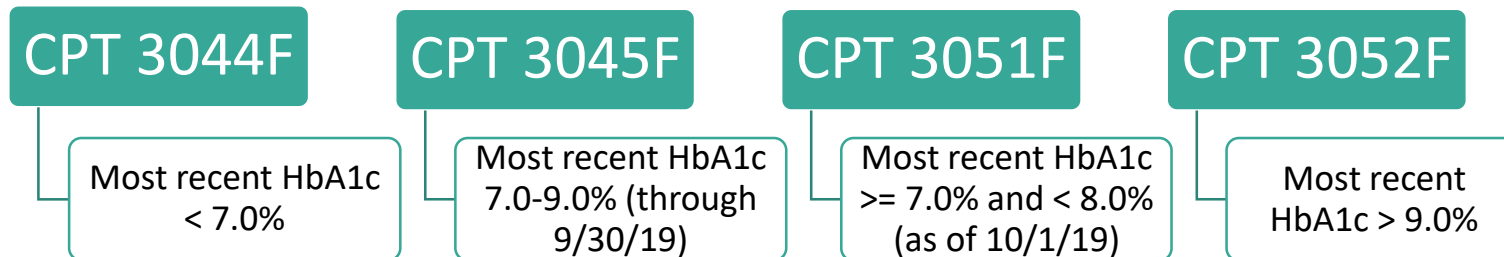 CPT 3044F
Most recent HbA1c
< 7.0%
CPT 3045F
Most recent HbA1c
7.0-9.0% (through
9/30/19)
CPT 3051F
Most recent HbA1c
>= 7.0% and < 8.0%
(as of 10/1/19)
CPT 3052F
Most recent
HbA1c > 9.0%